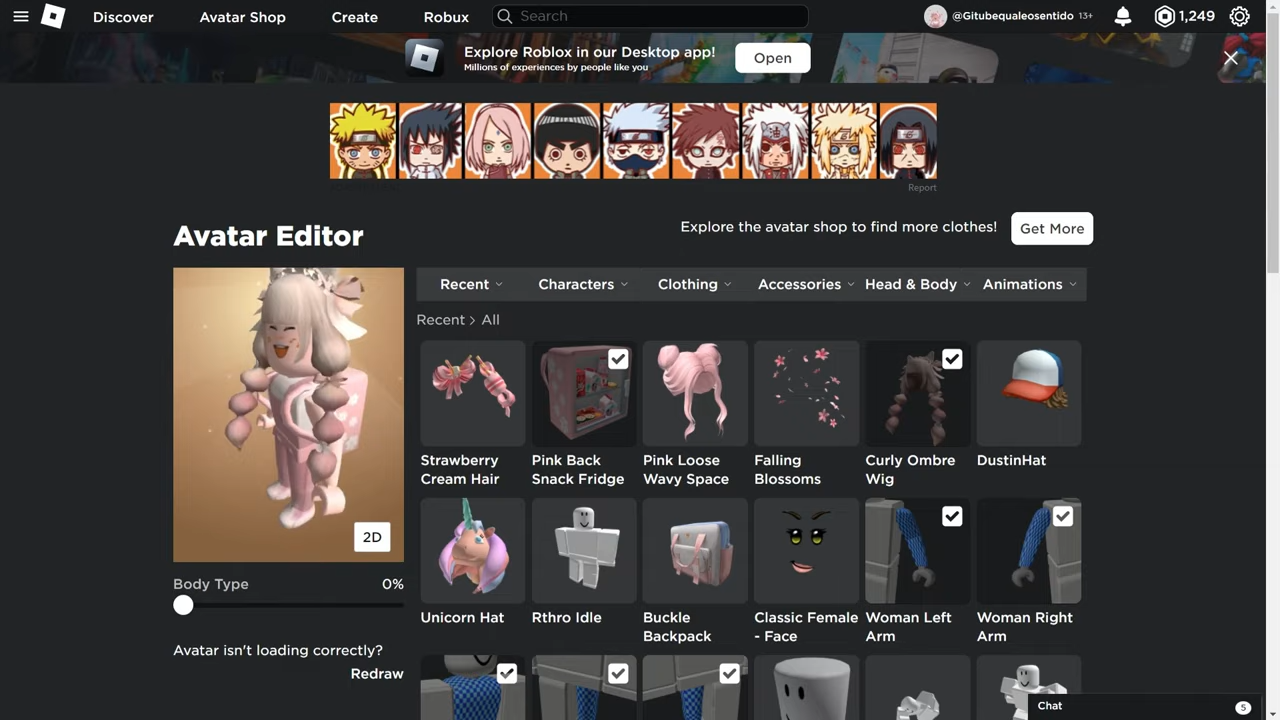 Discover
Avatar Shop
Create
Robux
Search
@Gitubequaleosentido 13+
1,249
Explore Roblox in our Desktop app!
Millions of experiences by people like you
Open
Report
Avatar Editor
Explore the avatar shop to find more clothes!
Get More
Recent
Characters
Clothing
Accessories
Head & Body
Animations
Recent > All
Strawberry
Cream Hair
Pink Back
Snack Fridge
Pink Loose
Wavy Space
Falling
Blossoms
Curly Ombre
Wig
DustinHat
2D
Body Type
0%
Unicorn Hat
Rthro Idle
Buckle
Backpack
Classic Female
- Face
Woman Left
Arm
Woman Right
Arm
Avatar isn't loading correctly?
Redraw
Chat
5